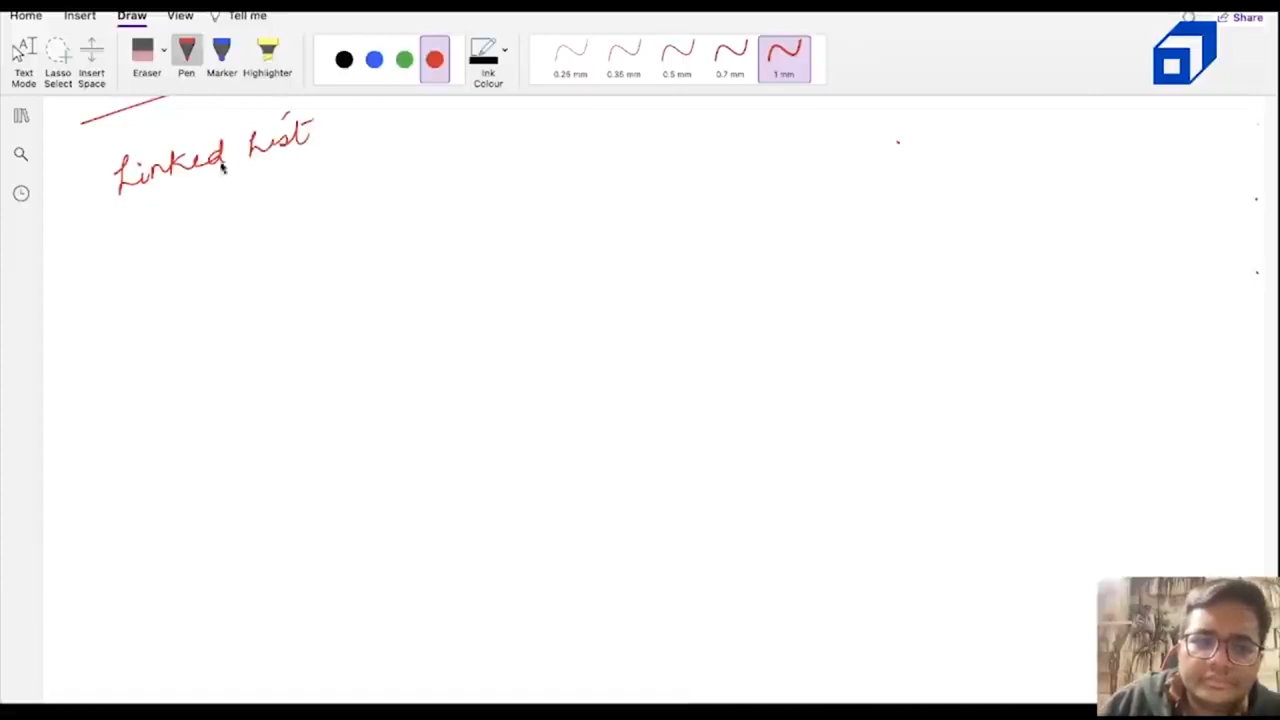 Home Insert Draw View Tell me
Share
Text Mode
Lasso Select
Insert Space
Eraser
Pen
Marker
Highlighter
Ink Colour
0.25 mm
0.35 mm
0.5 mm
0.7 mm
1 mm
Linked List